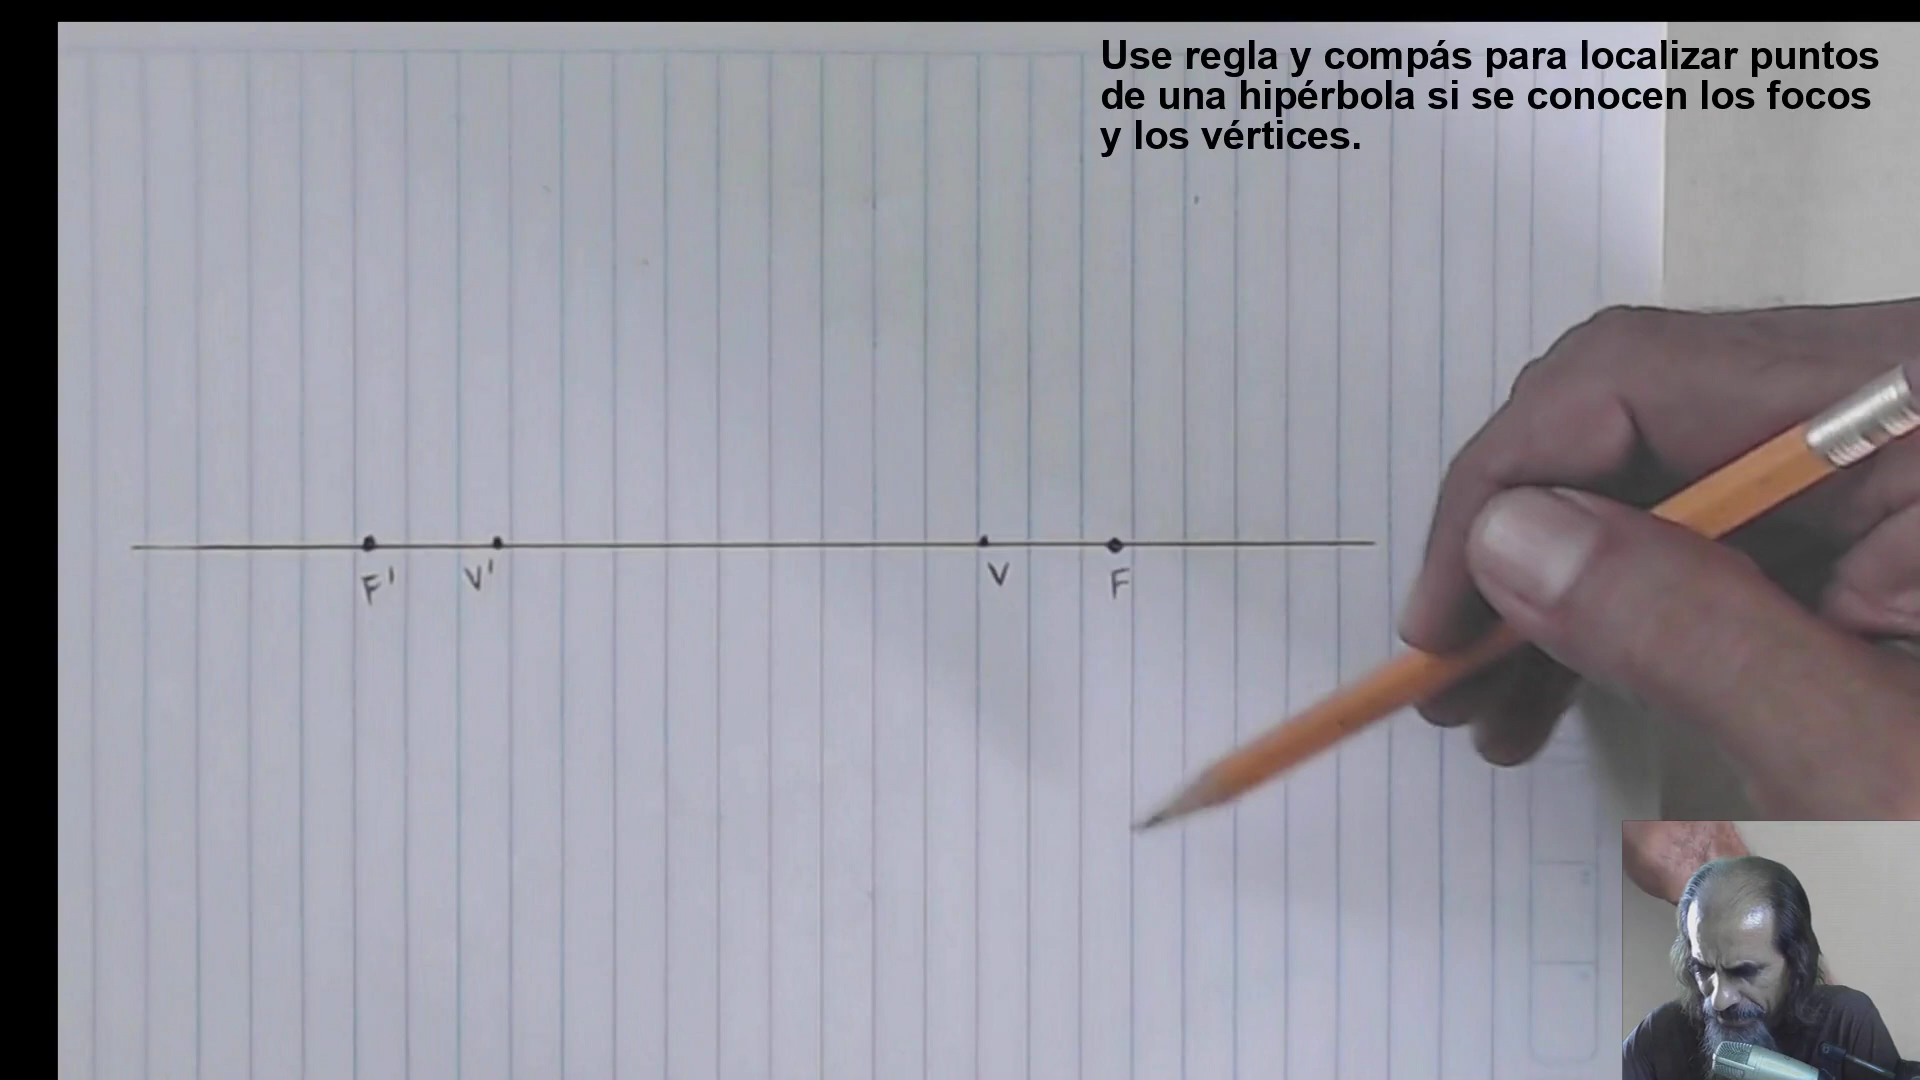 Use regla y compás para localizar puntos
de una hipérbola si se conocen los focos
y los vértices.
F' V' V F